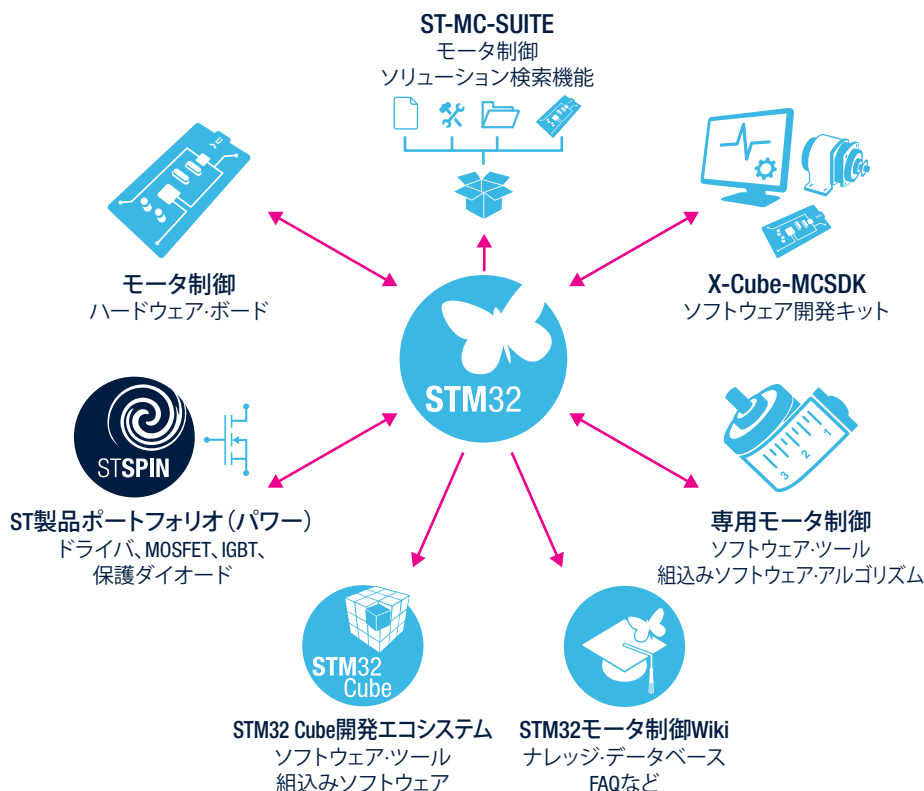 ST-MC-SUITE
モータ制御
ソリューション検索機能
モータ制御
ハードウェア・ボード
X-Cube-MCSDK
ソフトウェア開発キット
STM32
STSPIN
ST製品ポートフォリオ（パワー）
ドライバ、MOSFET、IGBT、
保護ダイオード
1
2
3
専用モータ制御
ソフトウェア・ツール
組込みソフトウェア・アルゴリズム
STM32
Cube
STM32 Cube開発エコシステム
ソフトウェア・ツール
組込みソフトウェア
STM32モータ制御Wiki
ナレッジ・データベース
FAQなど